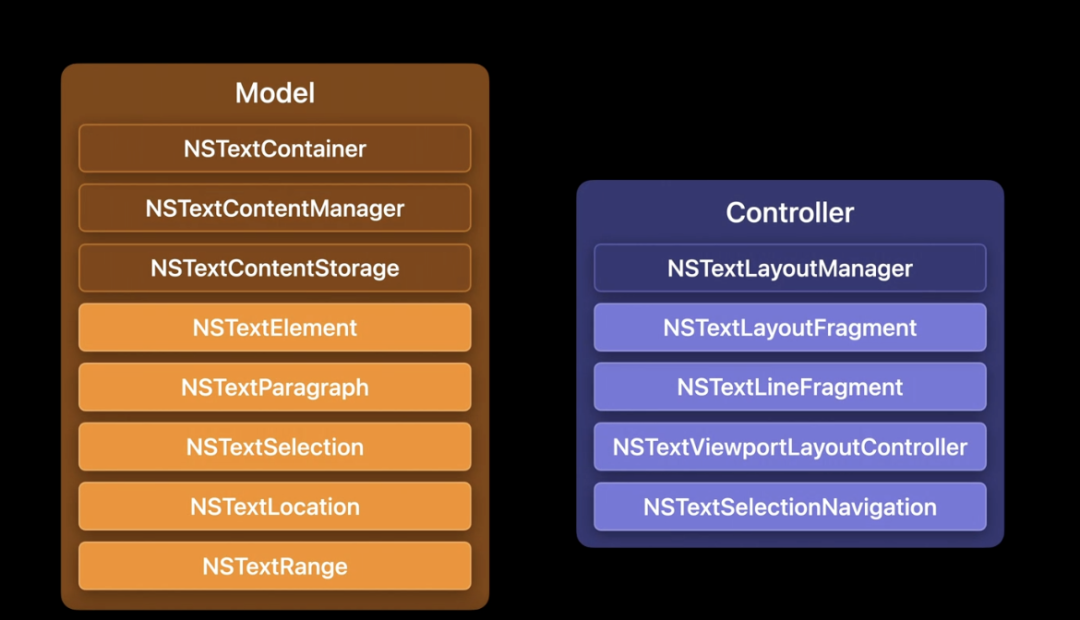 Model
NSTextContainer
NSTextContentManager
NSTextContentStorage
NSTextElement
NSTextParagraph
NSTextSelection
NSTextLocation
NSTextRange
Controller
NSTextLayoutManager
NSTextLayoutFragment
NSTextLineFragment
NSTextViewportLayoutController
NSTextSelectionNavigation